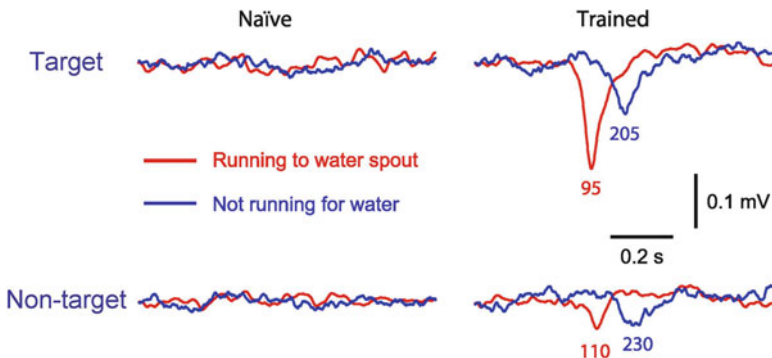 Naïve Trained
Target
205
Running to water spout
95
Not running for water
0.1 mV
0.2 s
Non-target
110 230